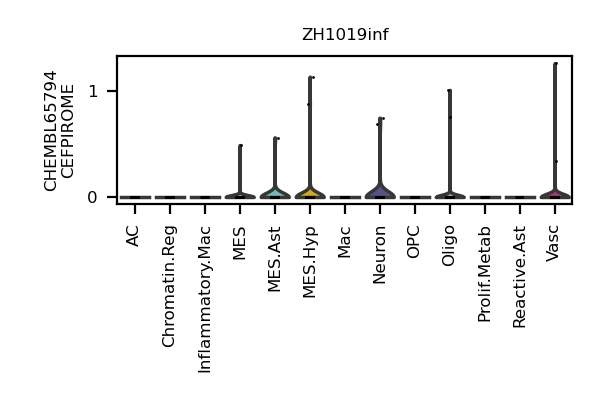 ZH1019inf
CHEMBL65794
CEFPIROME
1
0
AC
Chromatin.Reg
Inflammatory.Mac
MES
MES.Ast
MES.Hyp
Mac
Neuron
OPC
Oligo
Prolif.Metab
Reactive.Ast
Vasc